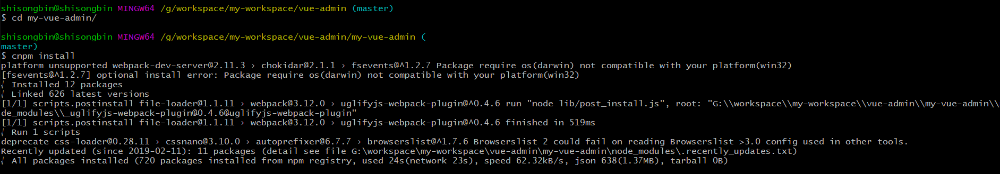 shisongbin@shisongbin MINGW64 /g/workspace/my-workspace/vue-admin (master)
$ cd my-vue-admin/
shisongbin@shisongbin MINGW64 /g/workspace/my-workspace/vue-admin/my-vue-admin (
master)
$ cnpm install
platform unsupported webpack-dev-server@2.11.3 › chokidar@2.1.1 › fsevents@^1.2.7 Package require os(darwin) not compatible with your platform(win32)
[fsevents@^1.2.7] optional install error: Package require os(darwin) not compatible with your platform(win32)
√ Installed 12 packages
√ Linked 626 latest versions
[1/1] scripts.postinstall file-loader@1.1.11 › webpack@3.12.0 › uglifyjs-webpack-plugin@^0.4.6 run "node lib/post_install.js", root: "G:\\workspace\\my-workspace\\vue-admin\\my-vue-admin\\
de_modules\\_uglifyjs-webpack-plugin@0.4.6@uglifyjs-webpack-plugin"
[1/1] scripts.postinstall file-loader@1.1.11 › webpack@3.12.0 › uglifyjs-webpack-plugin@^0.4.6 finished in 519ms
√ Run 1 scripts
deprecate css-loader@0.28.11 › cssnano@3.10.0 › autoprefixer@6.7.7 › browserslist@^1.7.6 Browserslist 2 could fail on reading Browserslist >3.0 config used in other tools.
Recently updated (since 2019-02-11): 11 packages (detail see file G:\workspace\my-workspace\vue-admin\my-vue-admin\node_modules\.recently_updates.txt)
√ All packages installed (720 packages installed from npm registry, used 24s(network 23s), speed 62.32kB/s, json 638(1.37MB), tarball 0B)